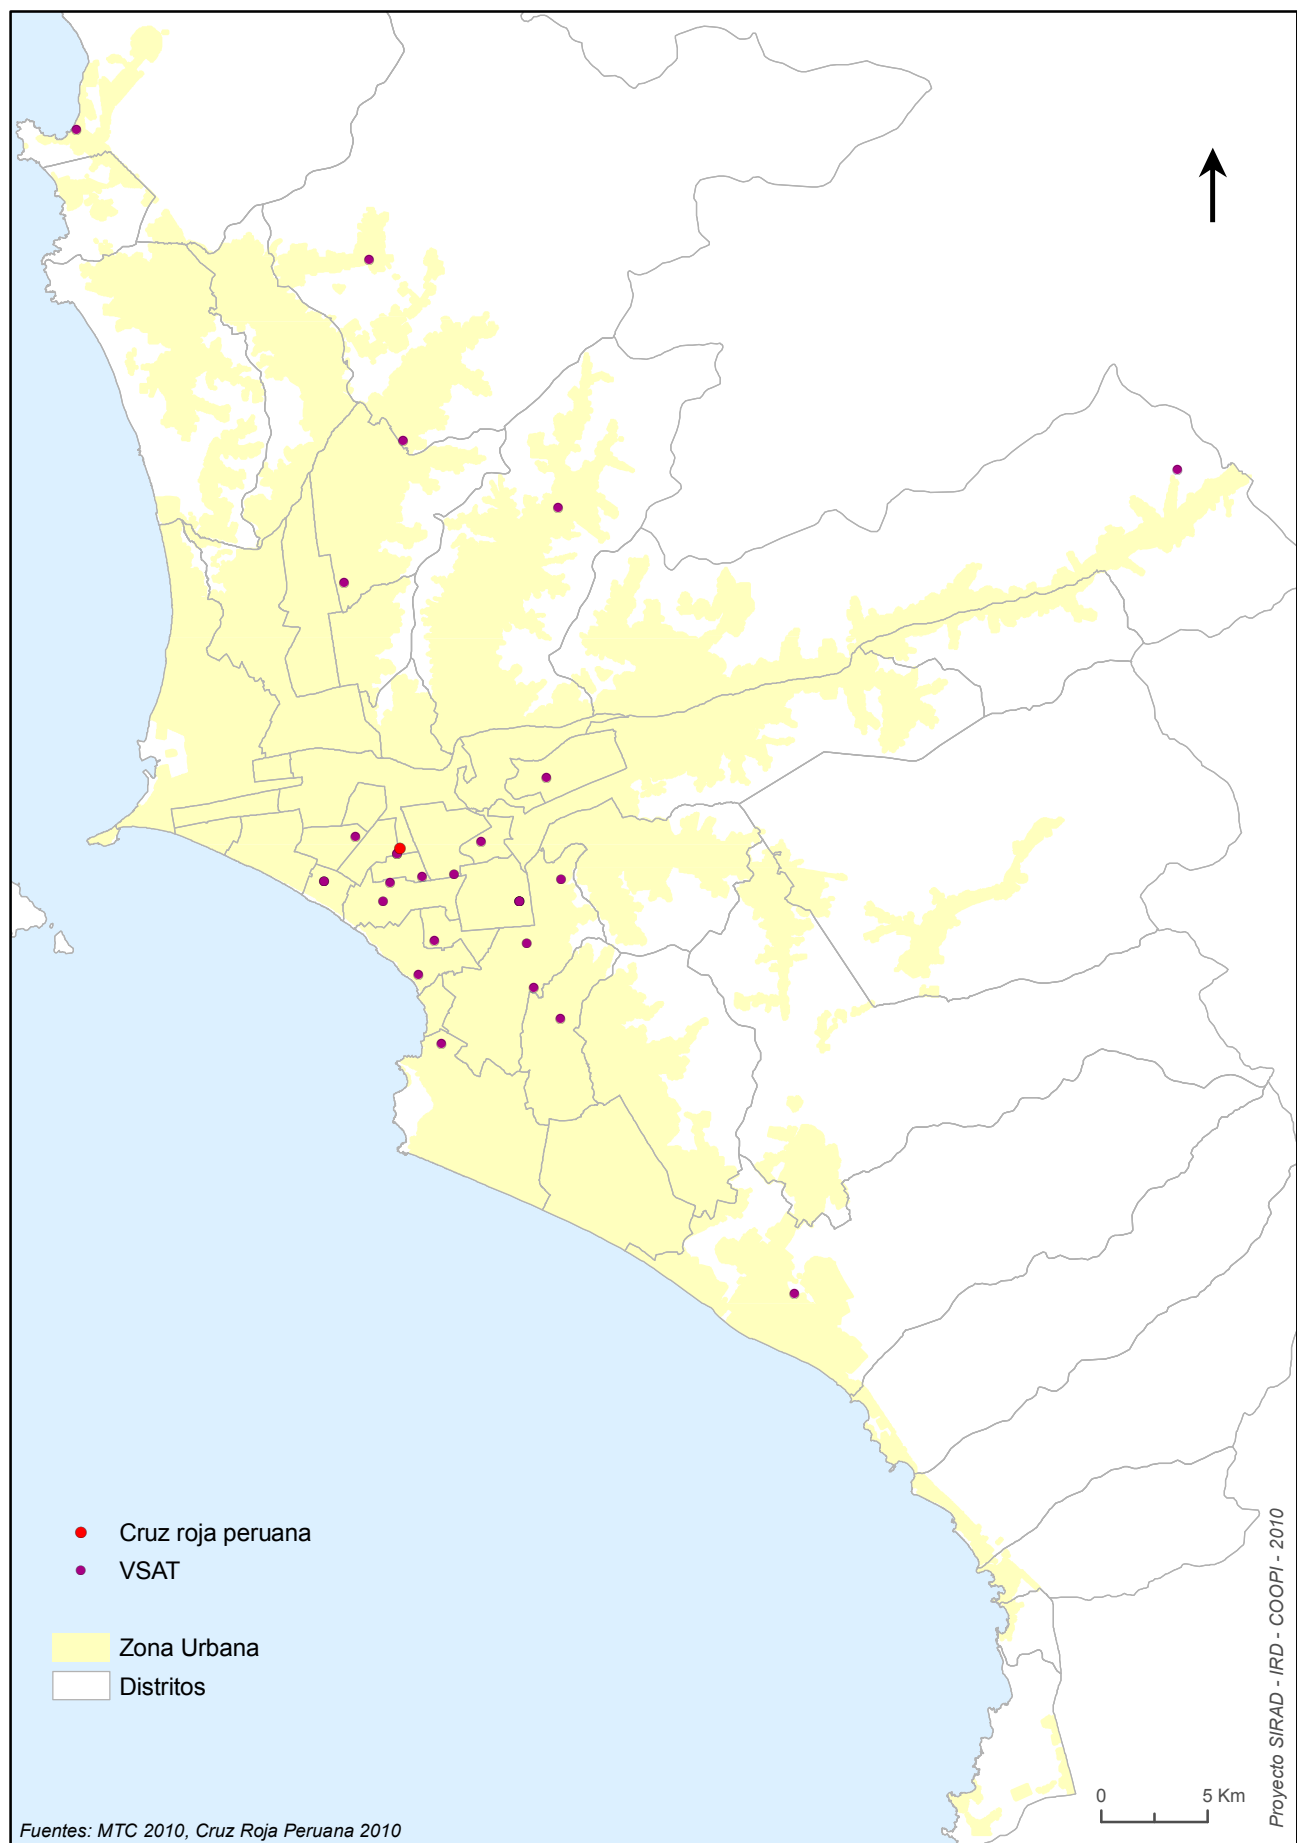 Cruz roja peruana
VSAT
Zona Urbana
Distritos
0 5 Km
Proyecto SIRAD - IRD - COOPI - 2010
Fuentes: MTC 2010, Cruz Roja Peruana 2010